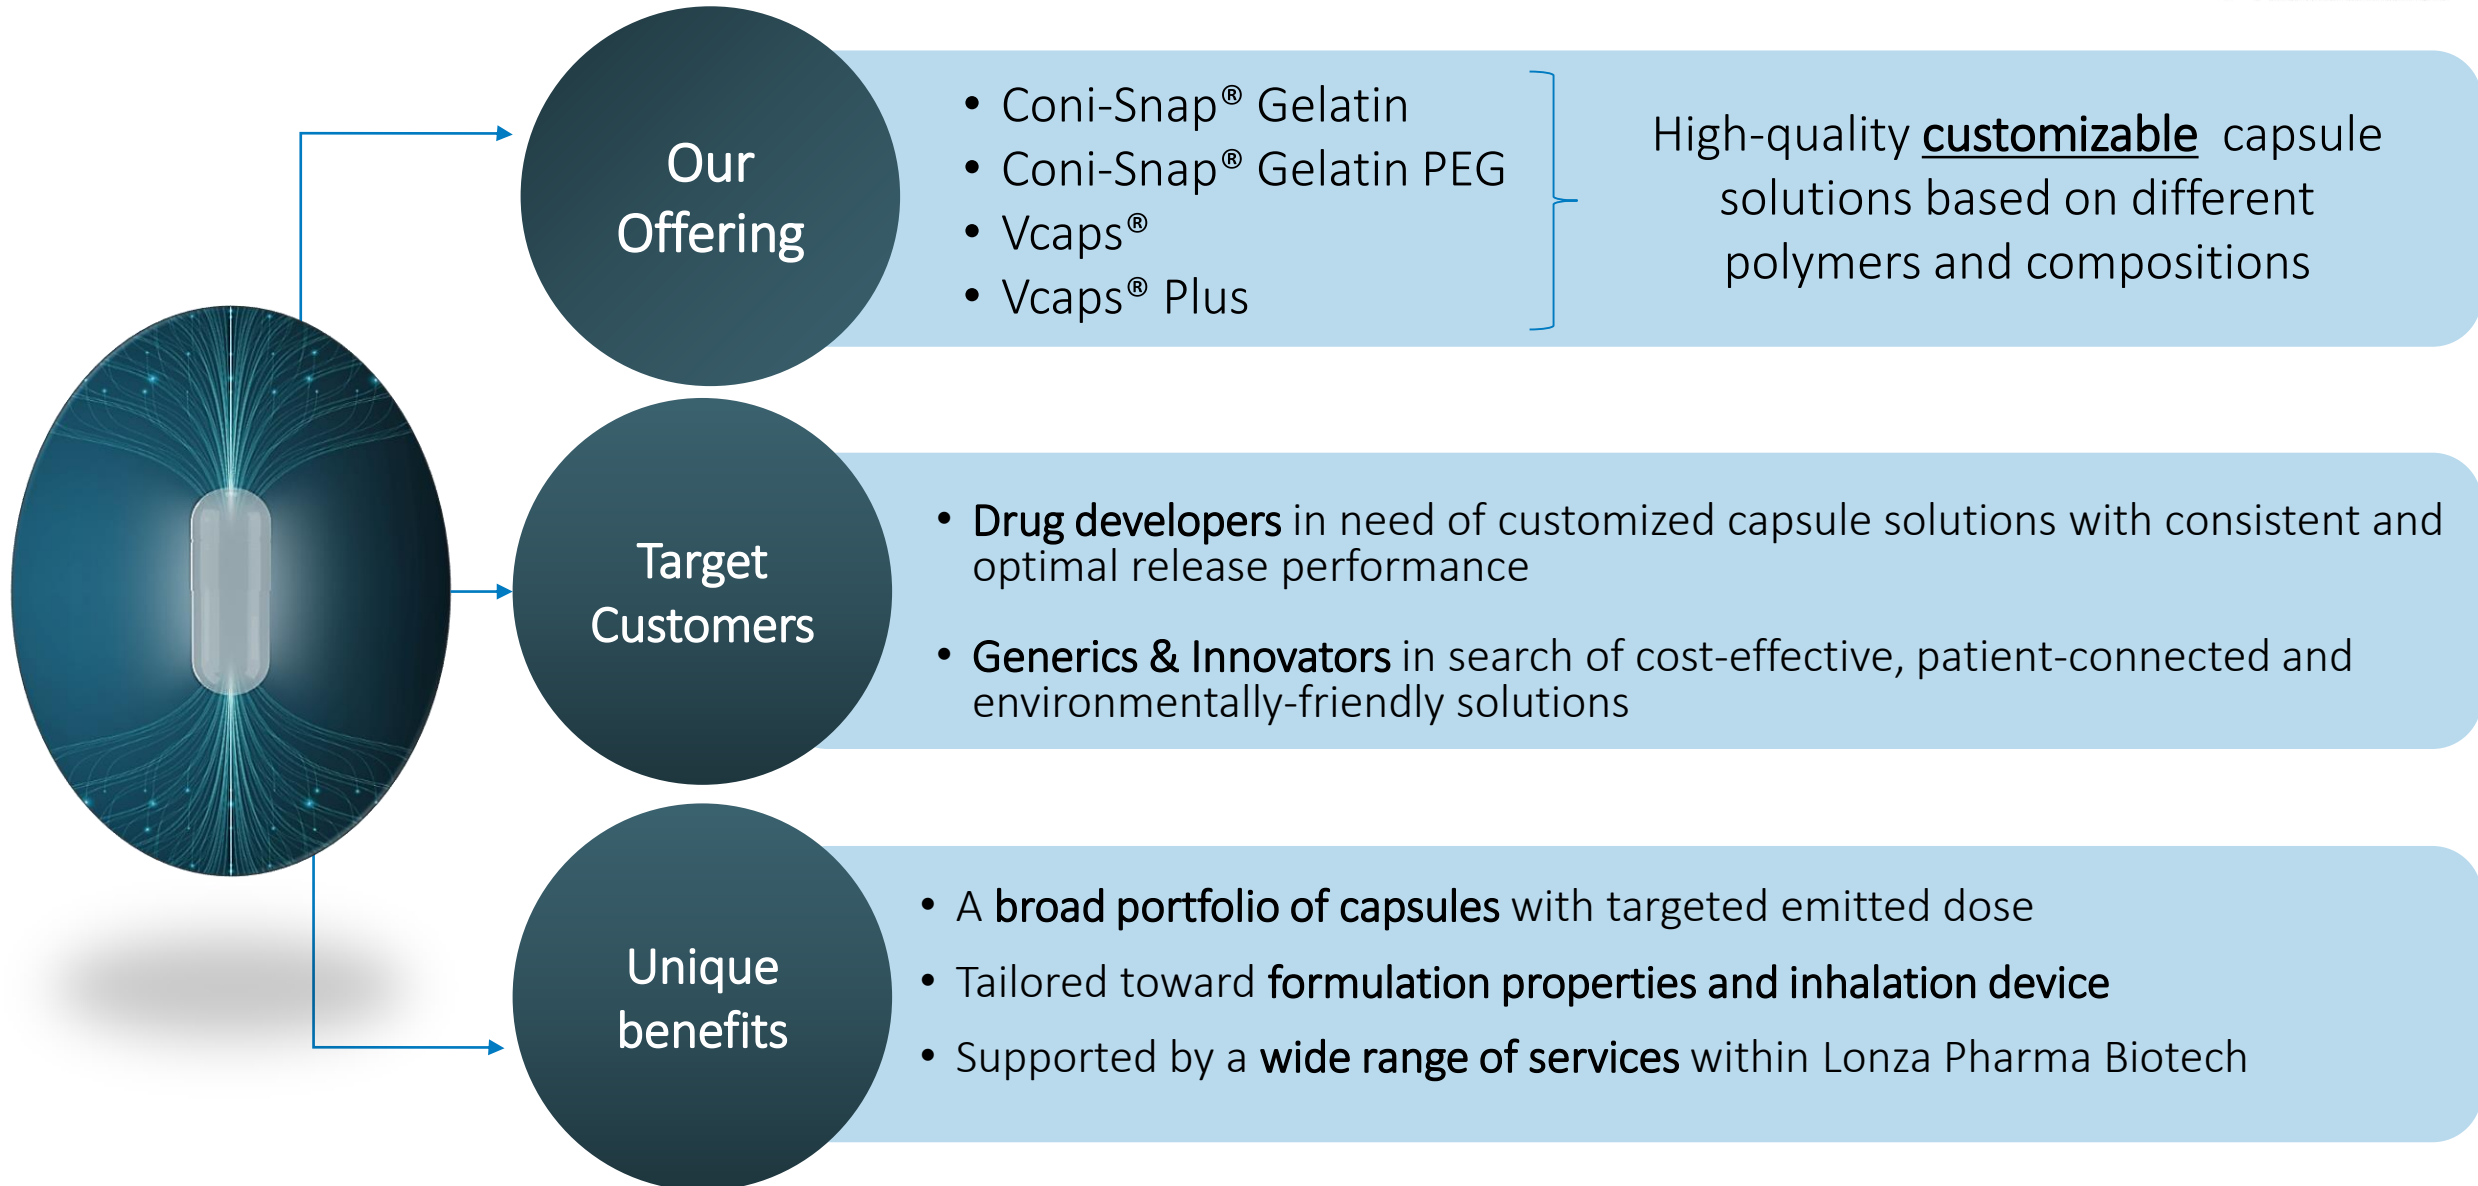 Our
Offering
• Coni-Snap® Gelatin
• Coni-Snap® Gelatin PEG
• Vcaps®
• Vcaps® Plus
High-quality customizable capsule
solutions based on different
polymers and compositions
Target
Customers
• Drug developers in need of customized capsule solutions with consistent and
optimal release performance
• Generics & Innovators in search of cost-effective, patient-connected and
environmentally-friendly solutions
Unique
benefits
• A broad portfolio of capsules with targeted emitted dose
• Tailored toward formulation properties and inhalation device
• Supported by a wide range of services within Lonza Pharma Biotech